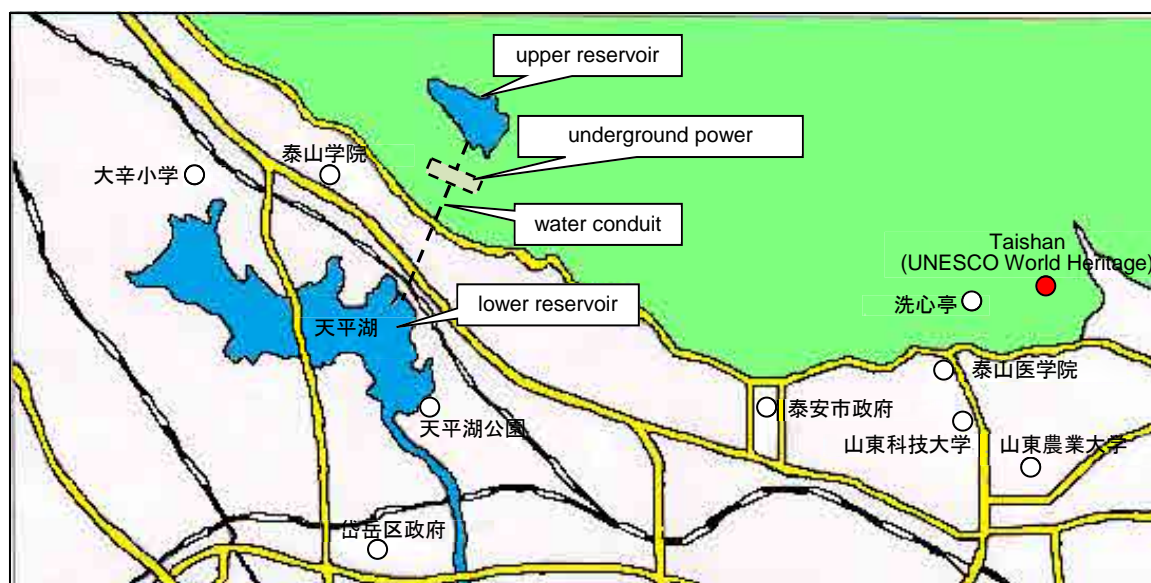 upper reservoir
underground power
泰山学院
大辛小学
water conduit
Taishan
(UNESCO World Heritage)
lower reservoir
洗心亭
天平湖
泰山医学院
泰安市政府
天平湖公園
山東科技大学
山東農業大学
岱岳区政府